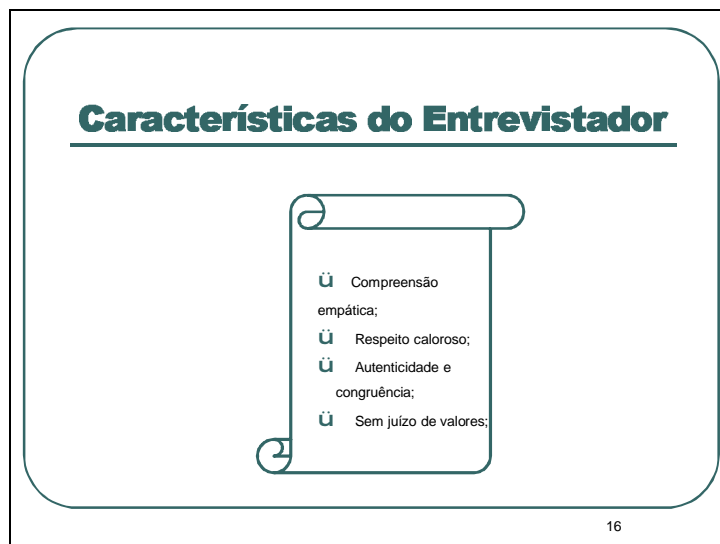 Características do Entrevistador
ü Compreensão
empática;
ü Respeito caloroso;
ü Autenticidade e
congruência;
ü Sem juízo de valores;
16